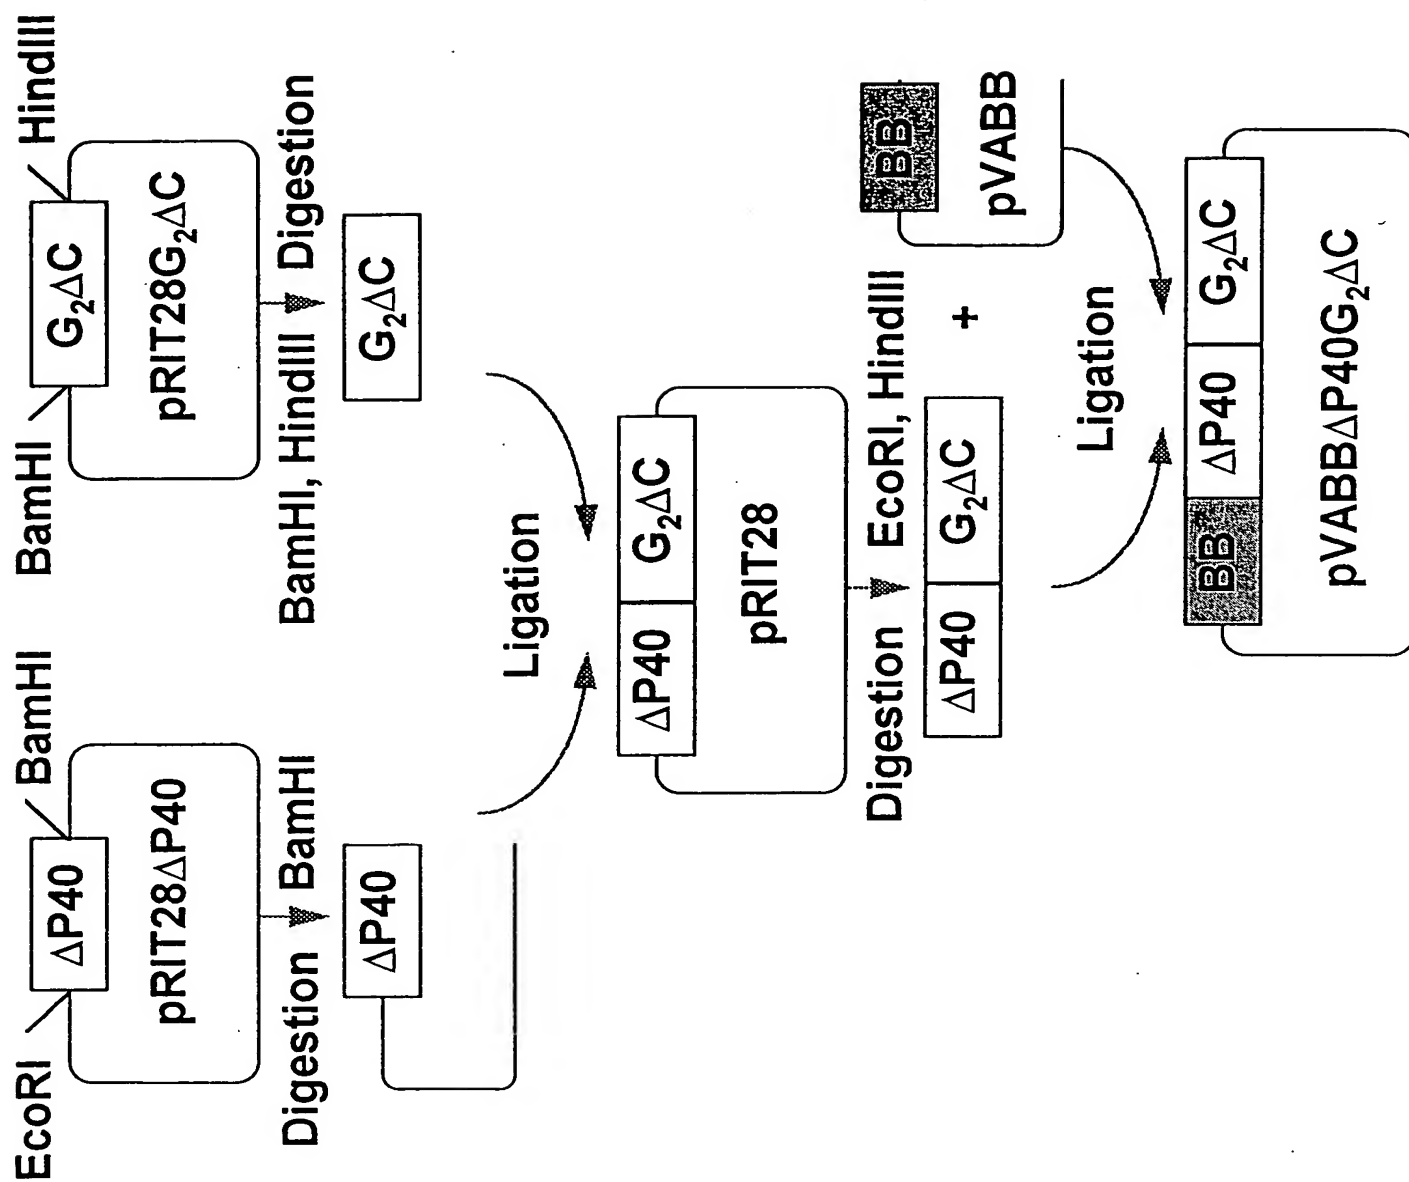 EcoRI
BamHI
BamHI
HindIII
ΔP40
G₂ΔC
pRIT28ΔP40
pRIT28G₂ΔC
Digestion BamHI
BamHI, HindIII Digestion
ΔP40
G₂ΔC
Ligation
ΔP40 G₂ΔC
pRIT28
Digestion EcoRI, HindIII
ΔP40 G₂ΔC
+
BB
pVABB
Ligation
BB ΔP40 G₂ΔC
pVABBΔP40G₂ΔC